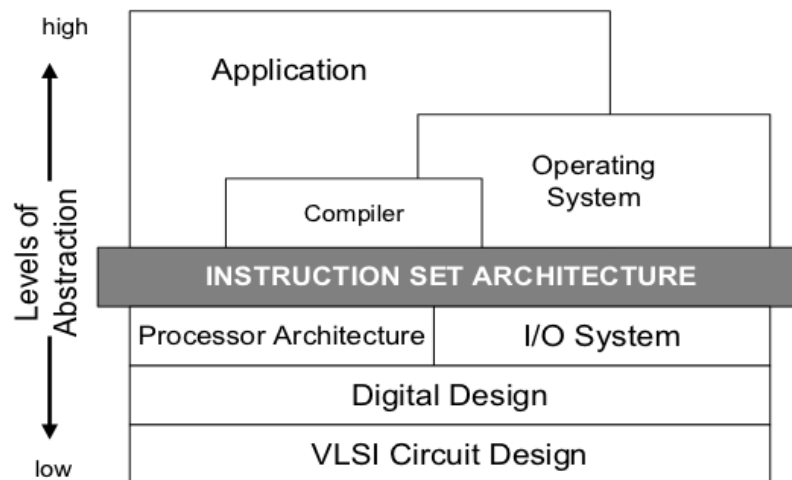 high
Application
Operating
System
Compiler
Levels of
Abstraction
INSTRUCTION SET ARCHITECTURE
Processor Architecture
I/O System
Digital Design
VLSI Circuit Design
low